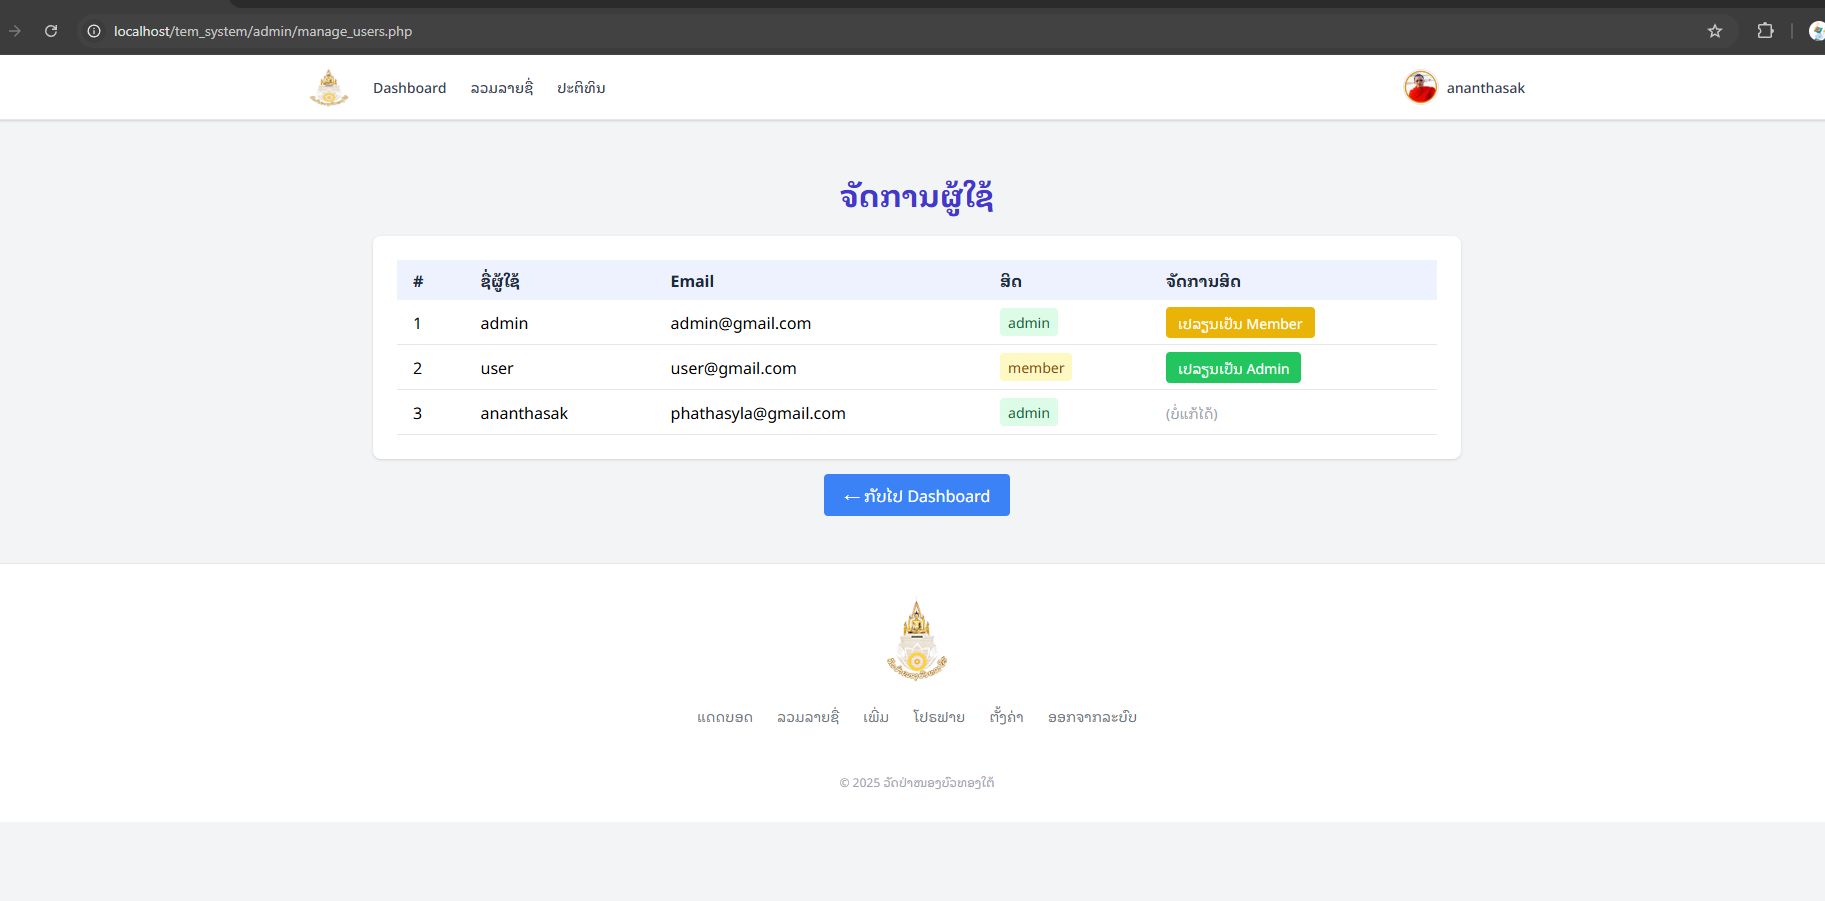 localhost/tem_system/admin/manage_users.php
Dashboard ລວມລາຍຊື່ ປະຕິທິນ ananthasak
ຈັດການຜູ້ໃຊ້
# ຊື່ຜູ້ໃຊ້ Email ສິດ ຈັດການສິດ
1 admin admin@gmail.com admin ເປລຽນເປັນ Member
2 user user@gmail.com member ເປລຽນເປັນ Admin
3 ananthasak phathasyla@gmail.com admin (ບໍ່ແກ້ໄດ້)
← ກັບໄປ Dashboard
ແດດບອດ ລວມລາຍຊື່ ເພີ່ມ ໂປຣຟາຍ ຕັ້ງຄ່າ ອອກຈາກລະບົບ
© 2025 ວັດປ່າໜອງບົວທອງໃຕ້